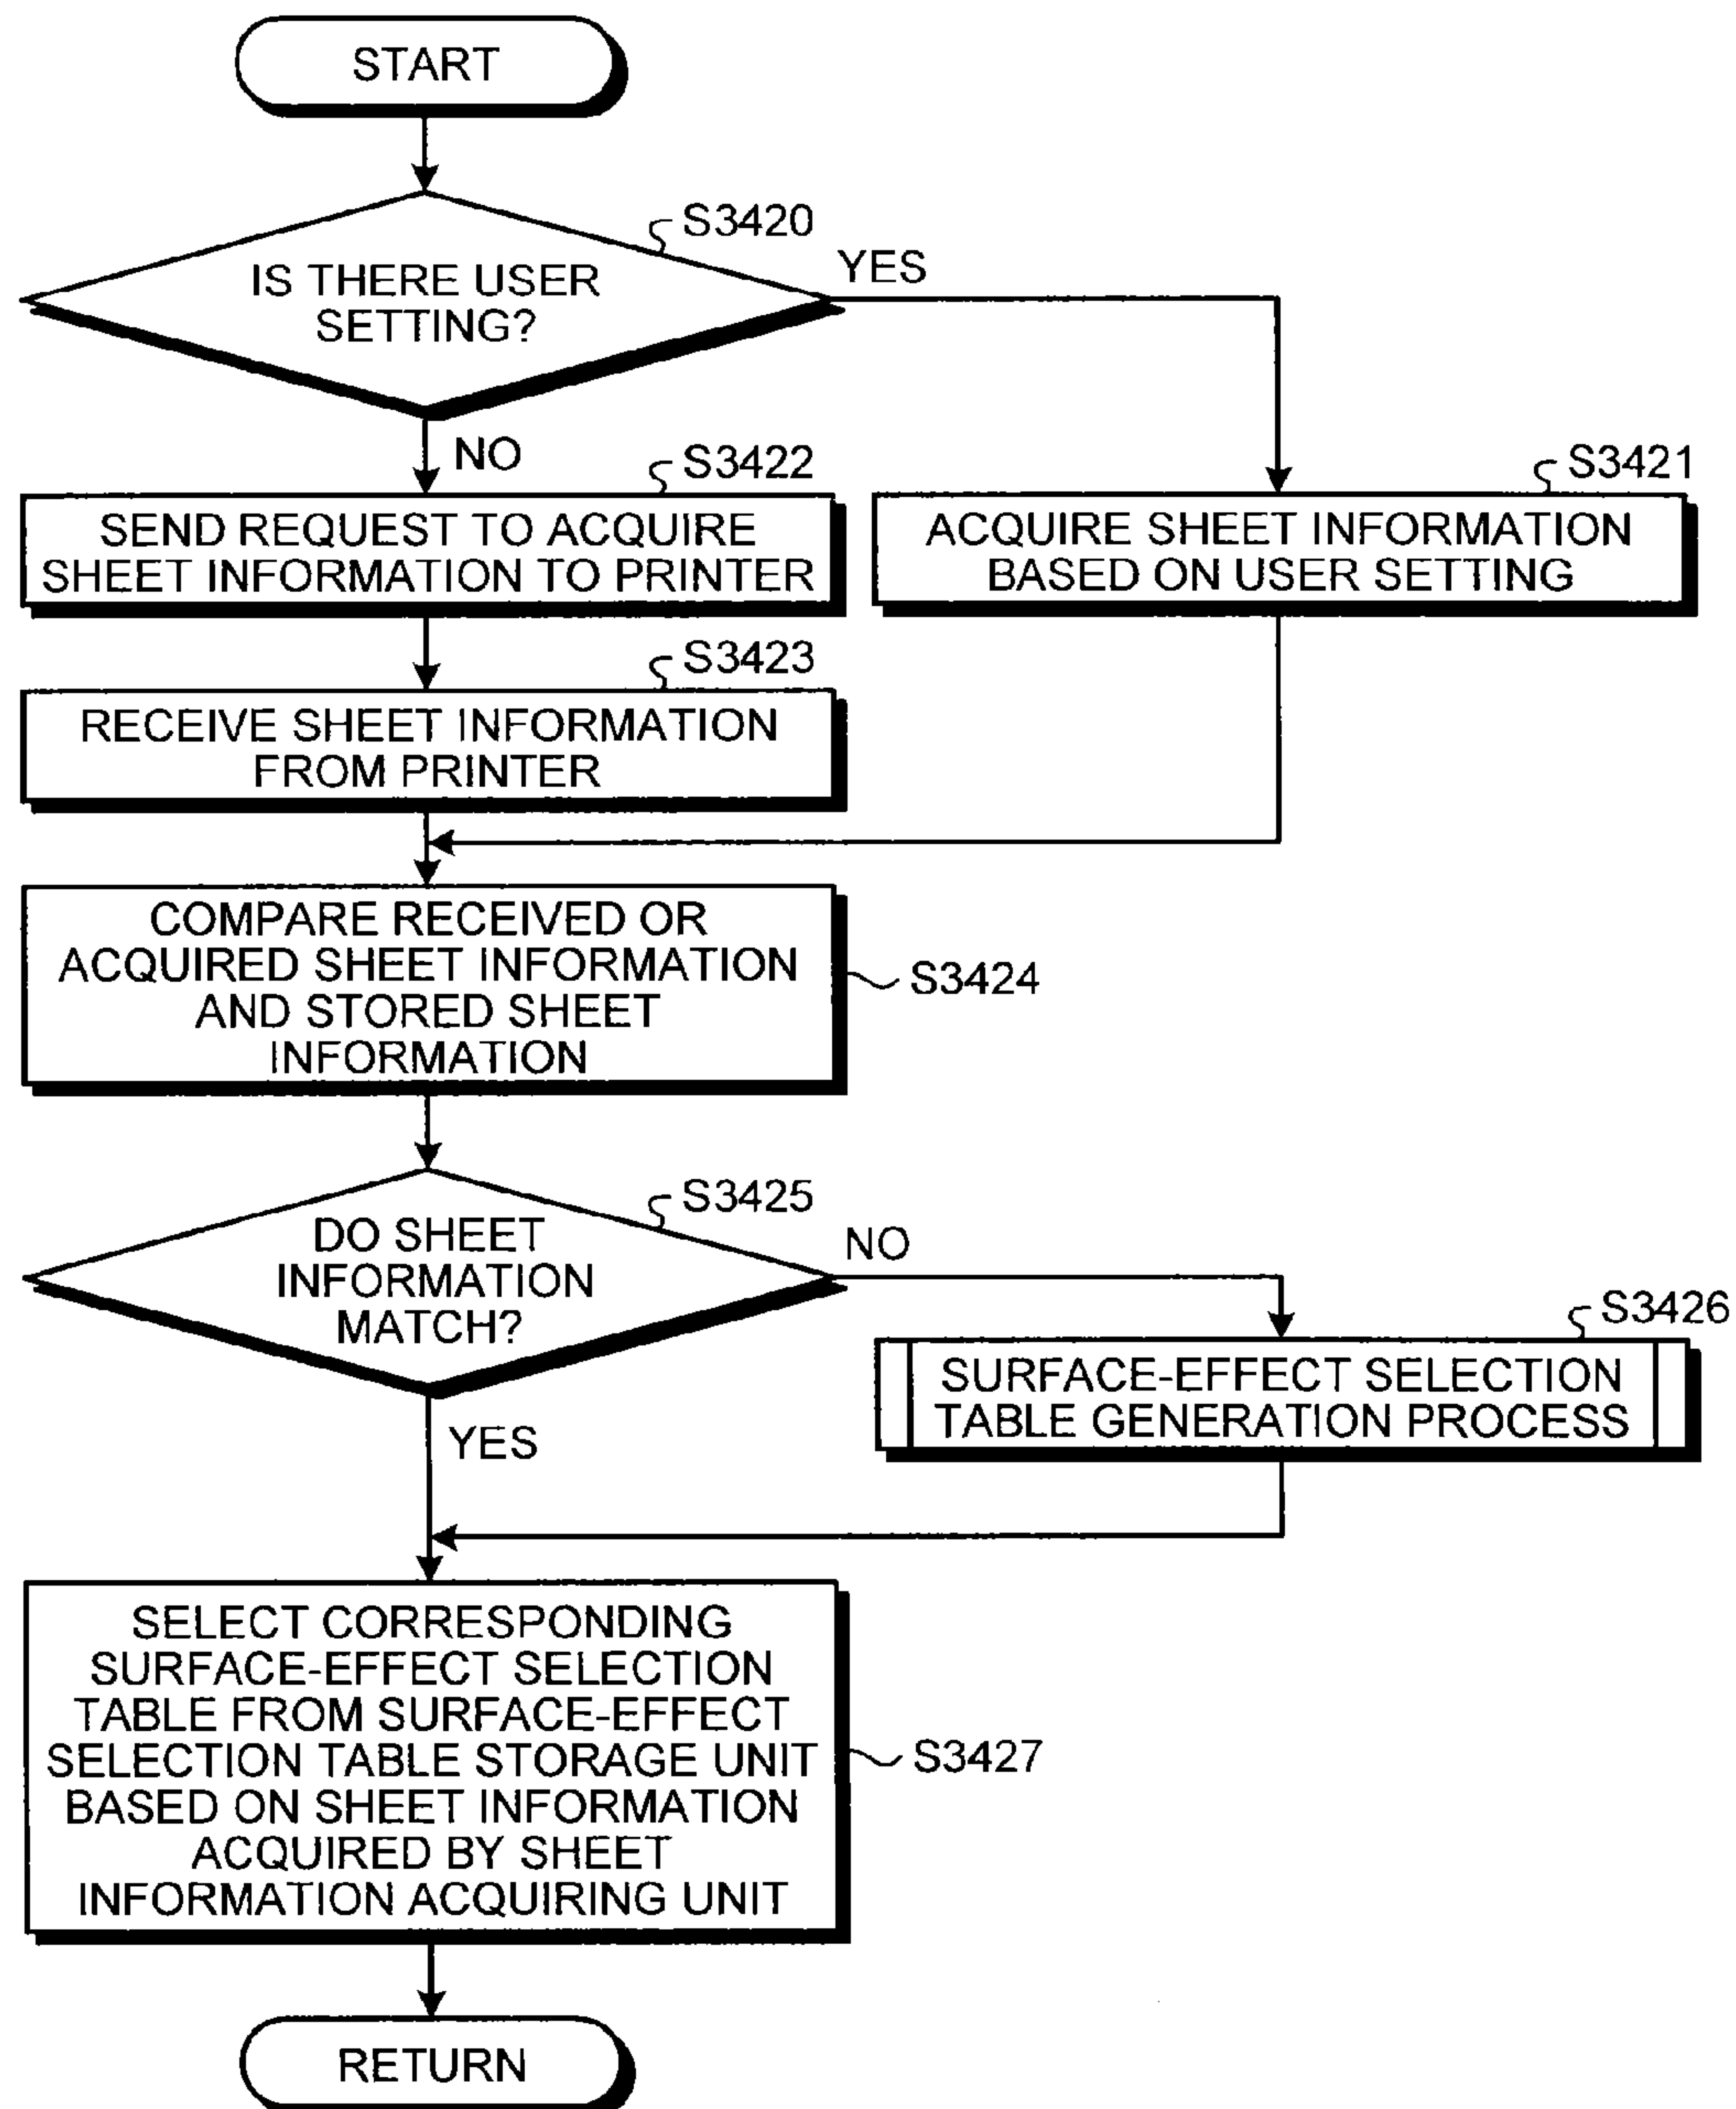 START
S3420
IS THERE USER
SETTING?
YES
NO
S3422
SEND REQUEST TO ACQUIRE
SHEET INFORMATION TO PRINTER
S3421
ACQUIRE SHEET INFORMATION
BASED ON USER SETTING
S3423
RECEIVE SHEET INFORMATION
FROM PRINTER
COMPARE RECEIVED OR
ACQUIRED SHEET INFORMATION
AND STORED SHEET
INFORMATION
S3424
S3425
DO SHEET
INFORMATION
MATCH?
NO
YES
S3426
SURFACE-EFFECT SELECTION
TABLE GENERATION PROCESS
SELECT CORRESPONDING
SURFACE-EFFECT SELECTION
TABLE FROM SURFACE-EFFECT
SELECTION TABLE STORAGE UNIT
BASED ON SHEET INFORMATION
ACQUIRED BY SHEET
INFORMATION ACQUIRING UNIT
S3427
RETURN